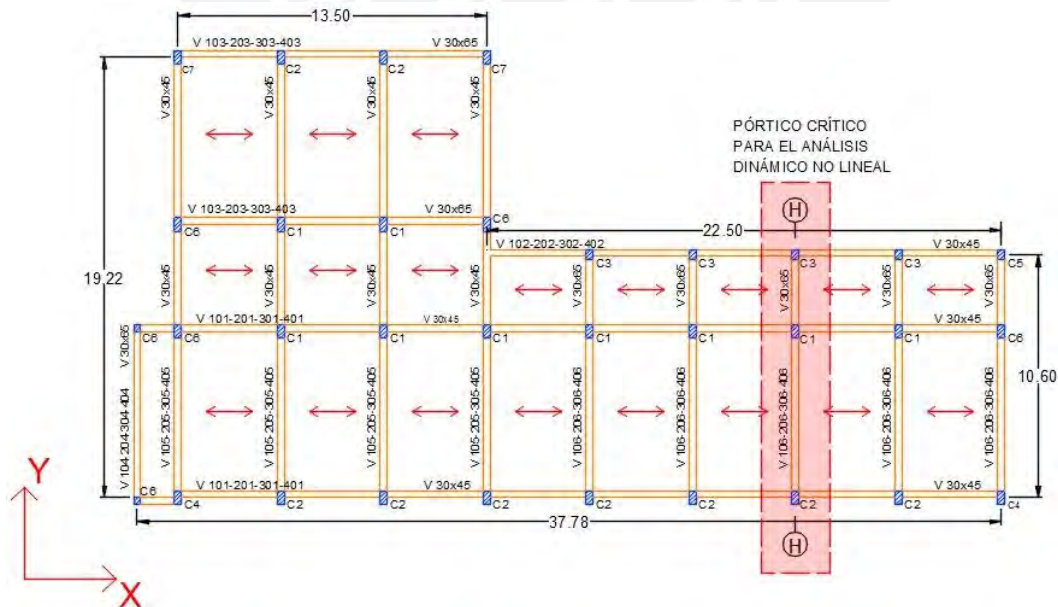 13.50
V 103-203-303-403
V 30x65
C7
C2
C2
C7
V 30x45
V 30x45
V 30x45
V 30x45
PÓRTICO CRÍTICO
PARA EL ANÁLISIS
DINÁMICO NO LINEAL
H
V 103-203-303-403
V 30x65
C6
C6
C1
C1
22.50
V 102-202-302-402
V 30x45
19.22
C3
C3
C3
C3
C5
V 30x45
V 30x45
V 30x45
V 30x65
V 30x65
V 30x65
V 30x65
V 101-201-301-401
V 30x45
V 30x45
V 30x65
C6
C6
C1
C1
C1
C1
C1
C1
C1
C6
10.60
V 104-204-304-404
V 105-205-305-405
V 105-205-305-405
V 105-205-305-405
V 105-205-305-405
V 106-206-306-406
V 106-206-306-406
V 106-206-306-406
V 106-206-306-406
V 101-201-301-401
V 30x45
V 30x45
C6
C4
C2
C2
C2
C2
C2
C2
C2
C4
37.78
H
Y
X